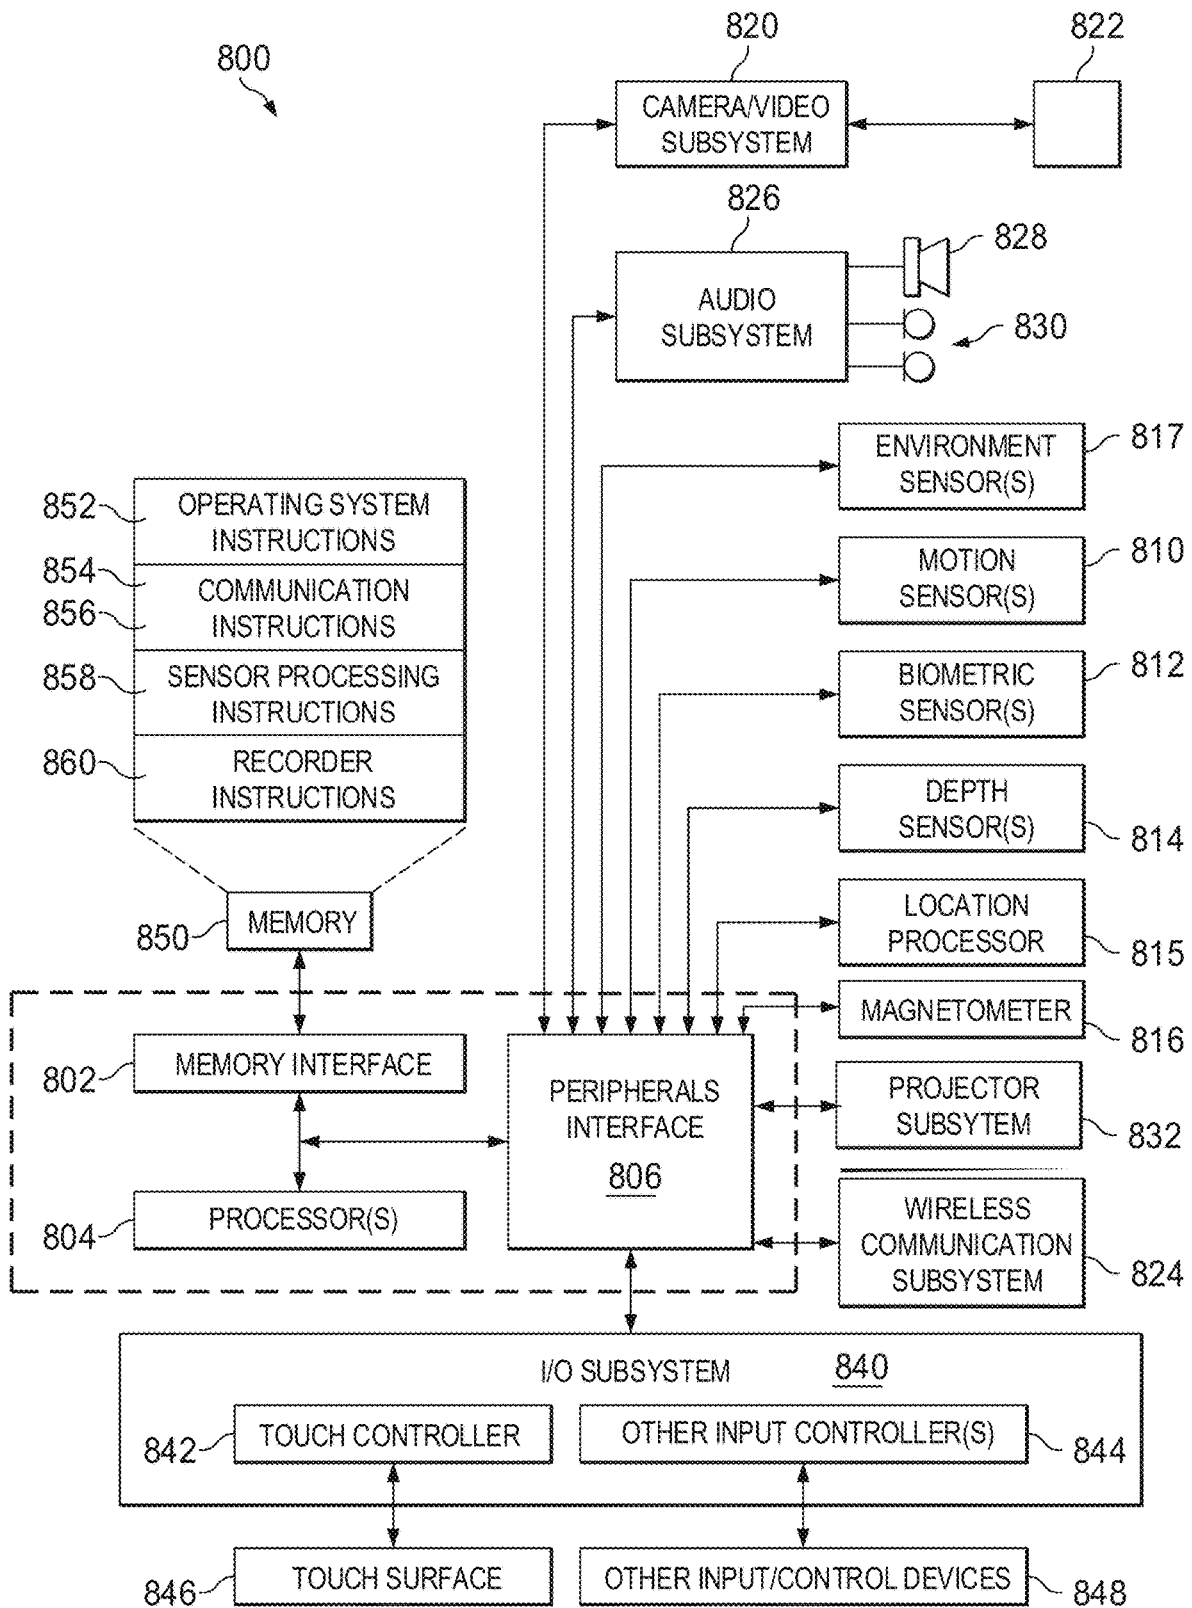 800
820
822
CAMERA/VIDEO
SUBSYSTEM
826
828
AUDIO
SUBSYSTEM
830
ENVIRONMENT
SENSOR(S)
817
852
OPERATING SYSTEM
INSTRUCTIONS
854
COMMUNICATION
INSTRUCTIONS
856
858
SENSOR PROCESSING
INSTRUCTIONS
860
RECORDER
INSTRUCTIONS
MOTION
SENSOR(S)
810
BIOMETRIC
SENSOR(S)
812
DEPTH
SENSOR(S)
814
850
MEMORY
LOCATION
PROCESSOR
815
MAGNETOMETER
816
802
MEMORY INTERFACE
PERIPHERALS
INTERFACE
806
PROJECTOR
SUBSYTEM
832
804
PROCESSOR(S)
WIRELESS
COMMUNICATION
SUBSYSTEM
824
I/O SUBSYSTEM 840
842
TOUCH CONTROLLER
OTHER INPUT CONTROLLER(S)
844
846
TOUCH SURFACE
OTHER INPUT/CONTROL DEVICES
848